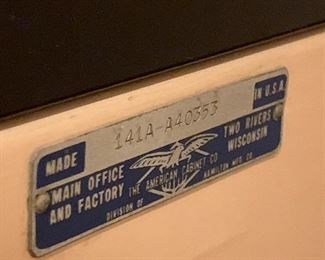 141A-A40353
MADE
IN U.S.A.
MAIN OFFICE
AND FACTORY
TWO RIVERS
WISCONSIN
THE AMERICAN CABINET CO
DIVISION OF HAMILTON MFG. CO